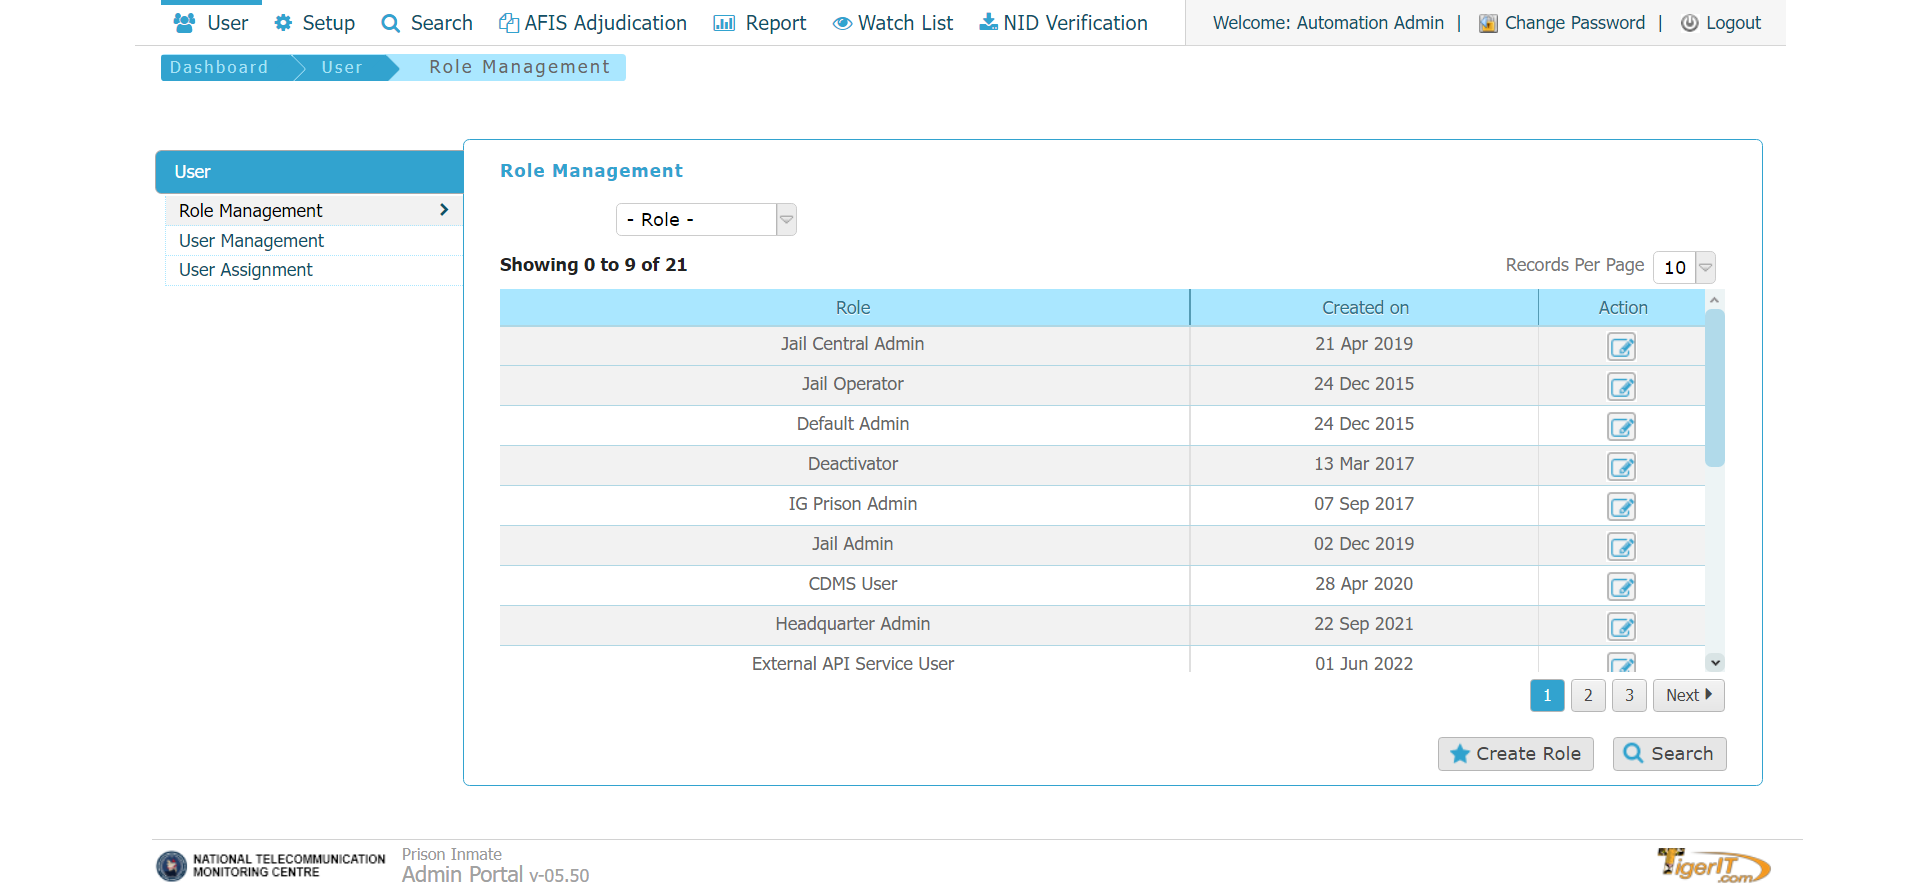 User Setup Search AFIS Adjudication Report Watch List NID Verification Welcome: Automation Admin | Change Password | Logout
Dashboard User Role Management
User
Role Management
User Management
User Assignment
Role Management
- Role -
Showing 0 to 9 of 21
Records Per Page 10
Role Created on Action
Jail Central Admin 21 Apr 2019
Jail Operator 24 Dec 2015
Default Admin 24 Dec 2015
Deactivator 13 Mar 2017
IG Prison Admin 07 Sep 2017
Jail Admin 02 Dec 2019
CDMS User 28 Apr 2020
Headquarter Admin 22 Sep 2021
External API Service User 01 Jun 2022
1 2 3 Next
Create Role Search
NATIONAL TELECOMMUNICATION
MONITORING CENTRE
Prison Inmate
Admin Portal v-05.50
TigerIT
.com